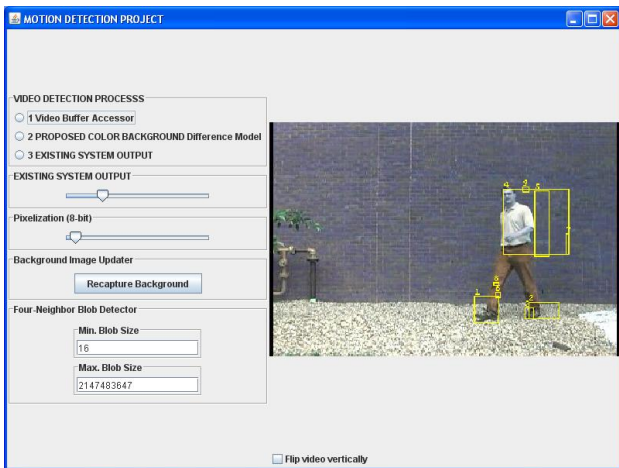 MOTION DETECTION PROJECT
VIDEO DETECTION PROCESSS
1 Video Buffer Accessor
2 PROPOSED COLOR BACKGROUND Difference Model
3 EXISTING SYSTEM OUTPUT
EXISTING SYSTEM OUTPUT
Pixelization (8-bit)
Background Image Updater
Recapture Background
Four-Neighbor Blob Detector
Min. Blob Size
16
Max. Blob Size
2147483647
Flip video vertically